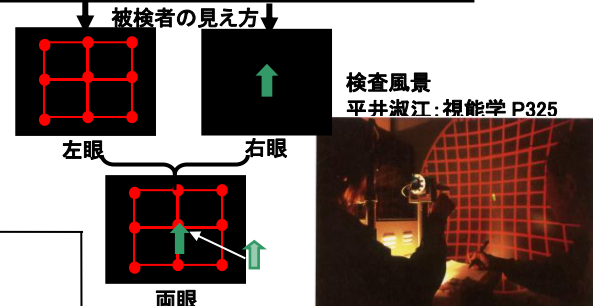 被検者の見え方
検査風景
平井淑江:視能学 P325
左眼
右眼
両眼